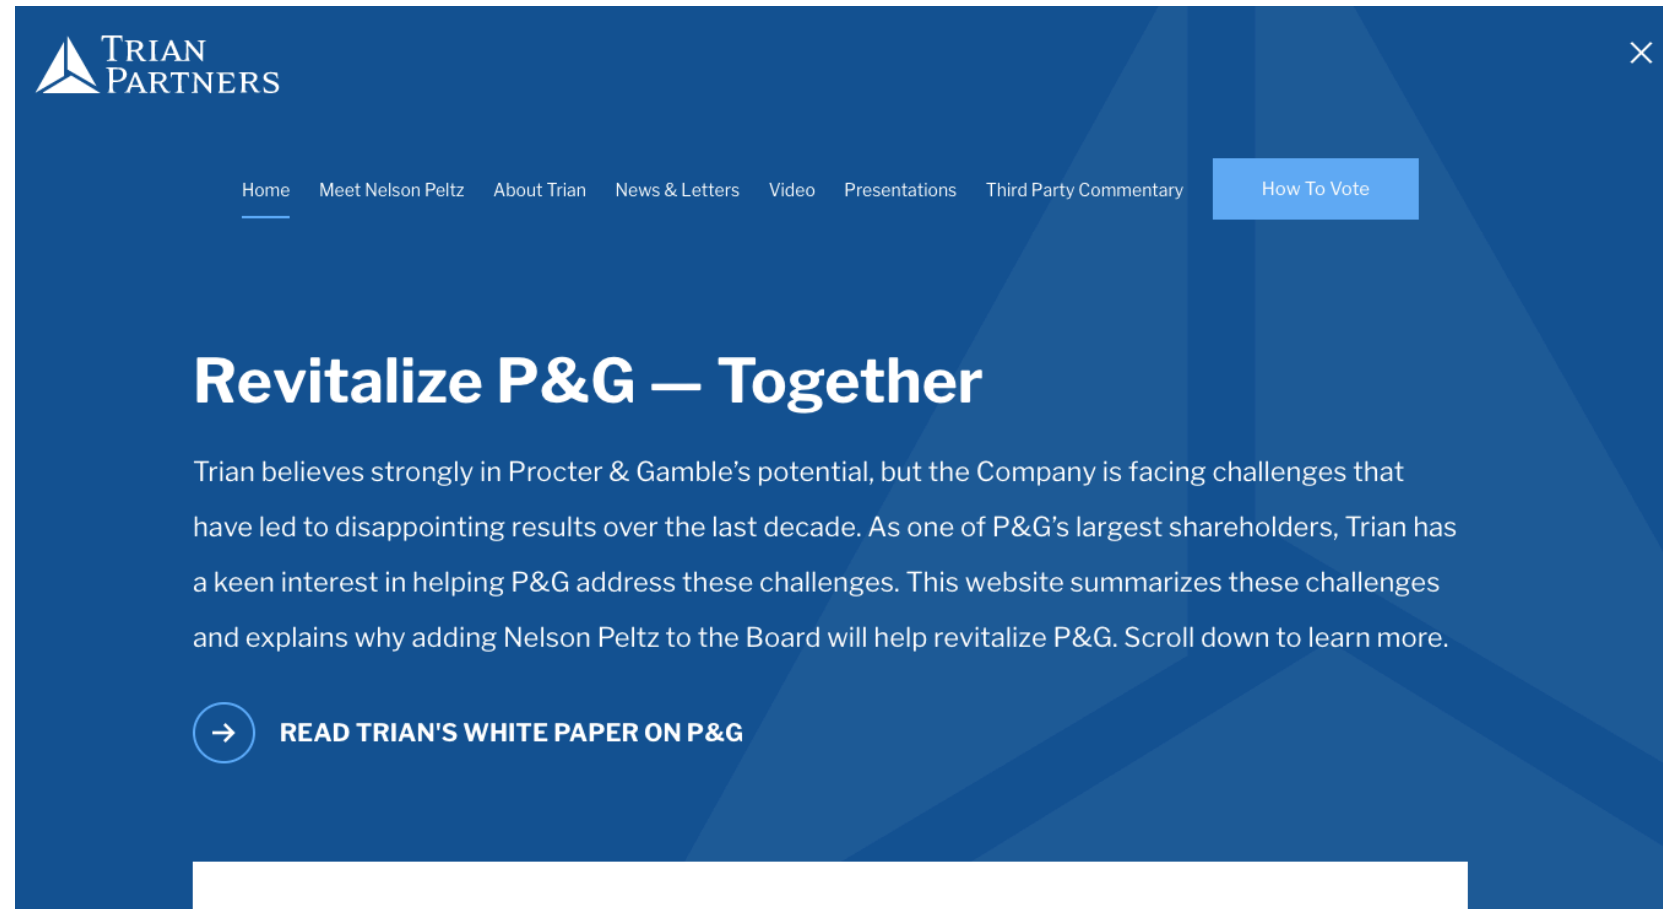 TRIAN
PARTNERS
Home Meet Nelson Peltz About Trian News & Letters Video Presentations Third Party Commentary How To Vote
Revitalize P&G — Together
Trian believes strongly in Procter & Gamble’s potential, but the Company is facing challenges that
have led to disappointing results over the last decade. As one of P&G’s largest shareholders, Trian has
a keen interest in helping P&G address these challenges. This website summarizes these challenges
and explains why adding Nelson Peltz to the Board will help revitalize P&G. Scroll down to learn more.
READ TRIAN'S WHITE PAPER ON P&G